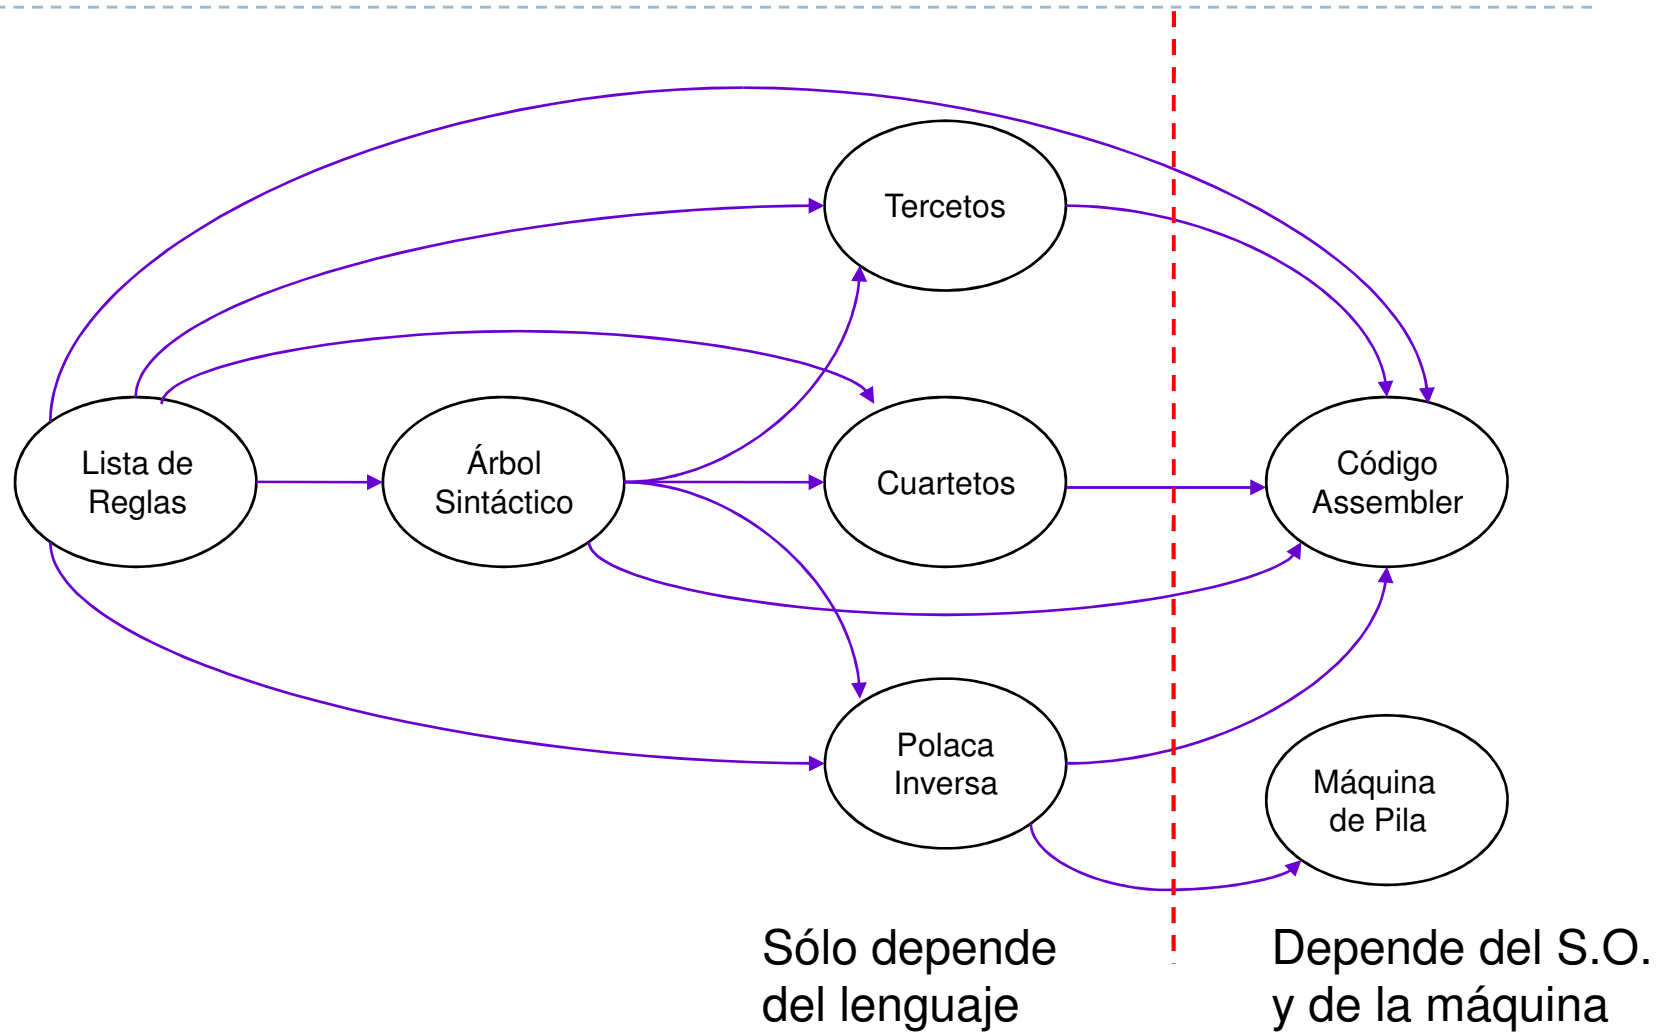 Tercetos
Lista de
Reglas
Árbol
Sintáctico
Cuartetos
Código
Assembler
Polaca
Inversa
Máquina
de Pila
Sólo depende
del lenguaje
Depende del S.O.
y de la máquina